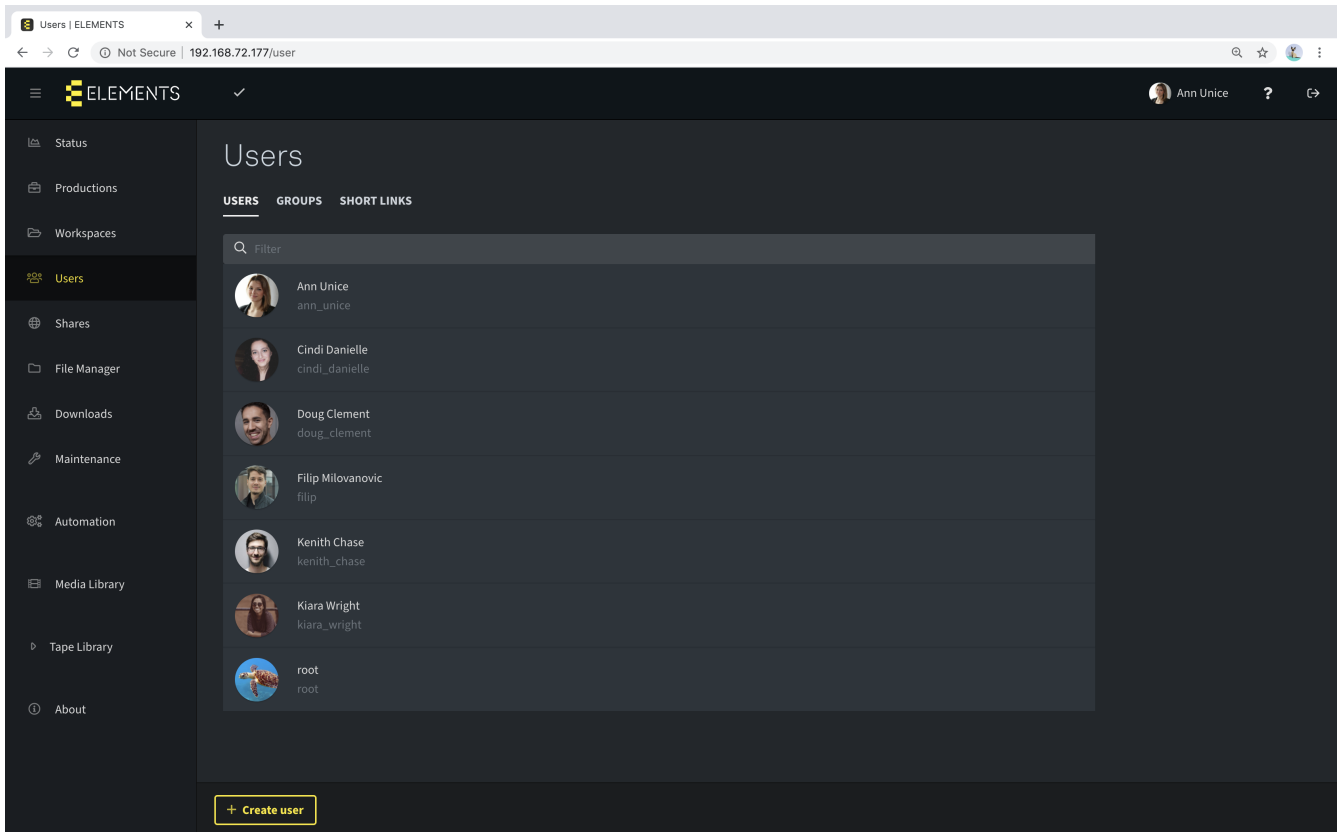 Users | ELEMENTS
Not Secure | 192.168.72.177/user
ELEMENTS
Ann Unice
?
Status
Productions
Workspaces
Users
Shares
File Manager
Downloads
Maintenance
Automation
Media Library
Tape Library
About
Users
USERS GROUPS SHORT LINKS
Filter
Ann Unice
ann_unice
Cindi Danielle
cindi_danielle
Doug Clement
doug_clement
Filip Milovanovic
filip
Kenith Chase
kenith_chase
Kiara Wright
kiara_wright
root
root
+ Create user